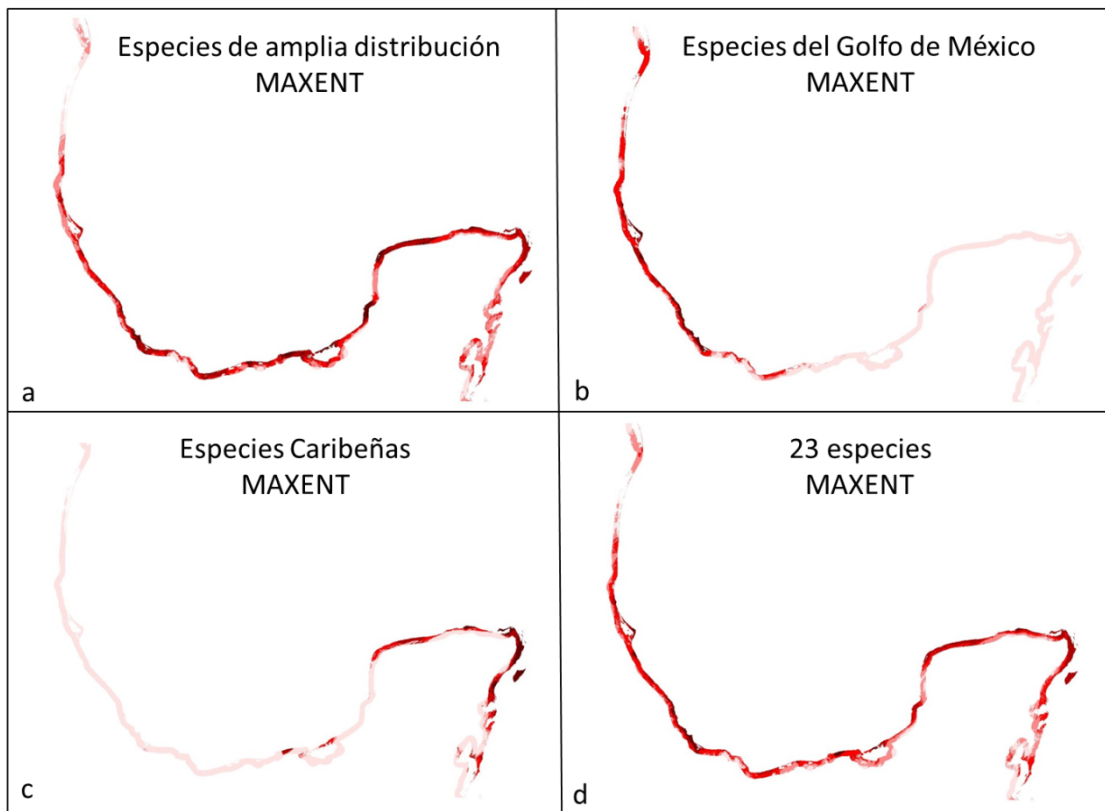 Especies de amplia distribución
MAXENT
a
Especies del Golfo de México
MAXENT
b
Especies Caribeñas
MAXENT
c
23 especies
MAXENT
d